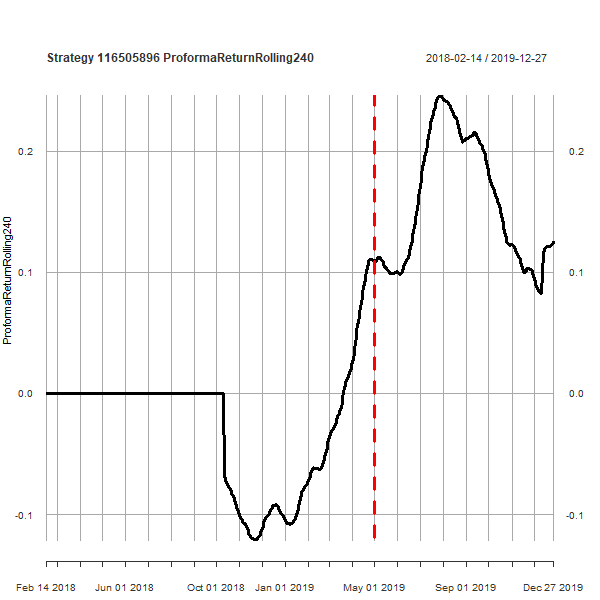 Strategy 116505896 ProformaReturnRolling240
2018-02-14 / 2019-12-27
ProformaReturnRolling240
0.2
0.2
0.1
0.1
0.0
0.0
-0.1
-0.1
Feb 14 2018 Jun 01 2018 Oct 01 2018 Jan 01 2019 May 01 2019 Sep 01 2019 Dec 27 2019